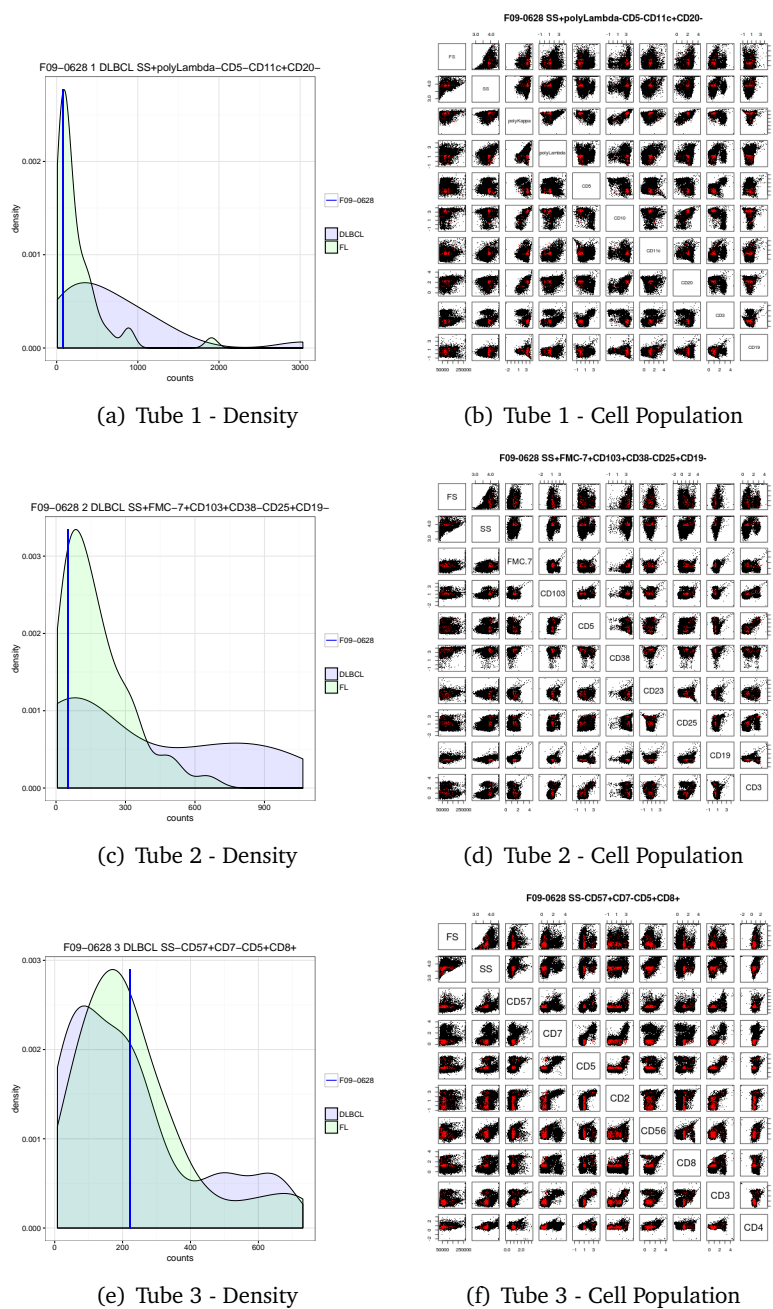 F09-0628 1 DLBCL SS+polyLambda−CD5−CD11c+CD20−
0.002
0.001
0.000
density
0
1000
2000
3000
counts
F09−0628
DLBCL
FL
(a) Tube 1 - Density
F09-0628 SS+polyLambda-CD5-CD11c+CD20-
FS
SS
polyKappa
polyLambda
CD5
CD10
CD11c
CD20
CD3
CD19
50000
250000
(b) Tube 1 - Cell Population
F09−0628 2 DLBCL SS+FMC−7+CD103+CD38−CD25+CD19−
0.003
0.002
0.001
0.000
density
0
300
600
900
counts
F09−0628
DLBCL
FL
(c) Tube 2 - Density
F09-0628 SS+FMC-7+CD103+CD38-CD25+CD19-
FS
SS
FMC.7
CD103
CD5
CD38
CD23
CD25
CD19
CD3
50000
250000
(d) Tube 2 - Cell Population
F09−0628 3 DLBCL SS−CD57+CD7−CD5+CD8+
0.003
0.002
0.001
0.000
density
0
200
400
600
counts
F09−0628
DLBCL
FL
(e) Tube 3 - Density
F09-0628 SS-CD57+CD7-CD5+CD8+
FS
SS
CD57
CD7
CD5
CD2
CD56
CD8
CD3
CD4
50000
250000
(f) Tube 3 - Cell Population